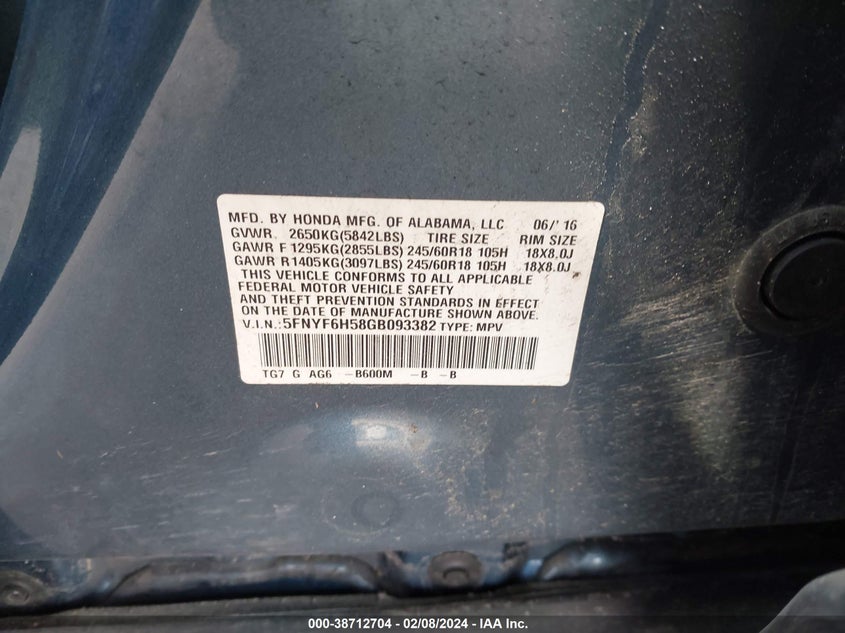 MFD. BY HONDA MFG. OF ALABAMA, LLC 06/'16
GVWR 2650KG(5842LBS) TIRE SIZE RIM SIZE
GAWR F 1295KG(2855LBS) 245/60R18 105H 18X8.0J
GAWR R1405KG(3097LBS) 245/60R18 105H 18X8.0J
THIS VEHICLE CONFORMS TO ALL APPLICABLE
FEDERAL MOTOR VEHICLE SAFETY
AND THEFT PREVENTION STANDARDS IN EFFECT
ON THE DATE OF MANUFACTURE SHOWN ABOVE.
V.I.N.:5FNYF6H58GB093382 TYPE: MPV
TG7 G AG6 -B600M -B -B
000-38712704 - 02/08/2024 - IAA Inc.